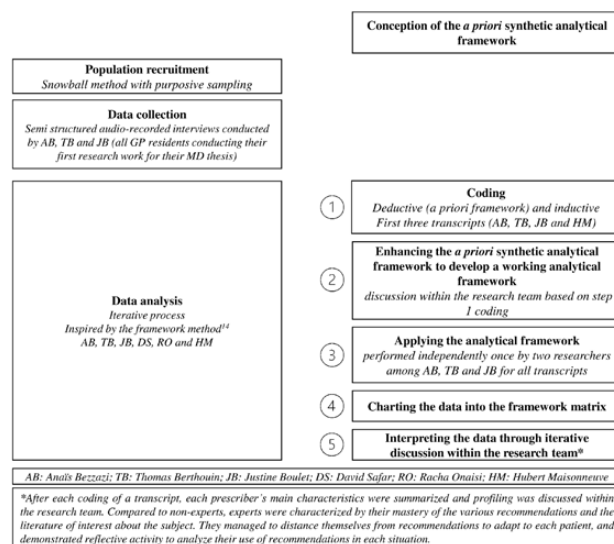 Conception of the a priori synthetic analytical
framework
Population recruitment
Snowball method with purposive sampling
Data collection
Semi structured audio-recorded interviews conducted
by AB, TB and JB (all GP residents conducting their
first research work for their MD thesis)
Data analysis
Iterative process
Inspired by the framework method14
AB, TB, JB, DS, RO and HM
1
Coding
Deductive (a priori framework) and inductive
First three transcripts (AB, TB, JB and HM)
2
Enhancing the a priori synthetic analytical
framework to develop a working analytical
framework
discussion within the research team based on step
1 coding
3
Applying the analytical framework
performed independently once by two researchers
among AB, TB and JB for all transcripts
4
Charting the data into the framework matrix
5
Interpreting the data through iterative
discussion within the research team*
AB: Anaïs Bezzazi; TB: Thomas Berthouin; JB: Justine Boulet; DS: David Safar; RO: Racha Onaisi; HM: Hubert Maisonneuve
*After each coding of a transcript, each prescriber's main characteristics were summarized and profiling was discussed within
the research team. Compared to non-experts, experts were characterized by their mastery of the various recommendations and the
literature of interest about the subject. They managed to distance themselves from recommendations to adapt to each patient, and
demonstrated reflective activity to analyze their use of recommendations in each situation.